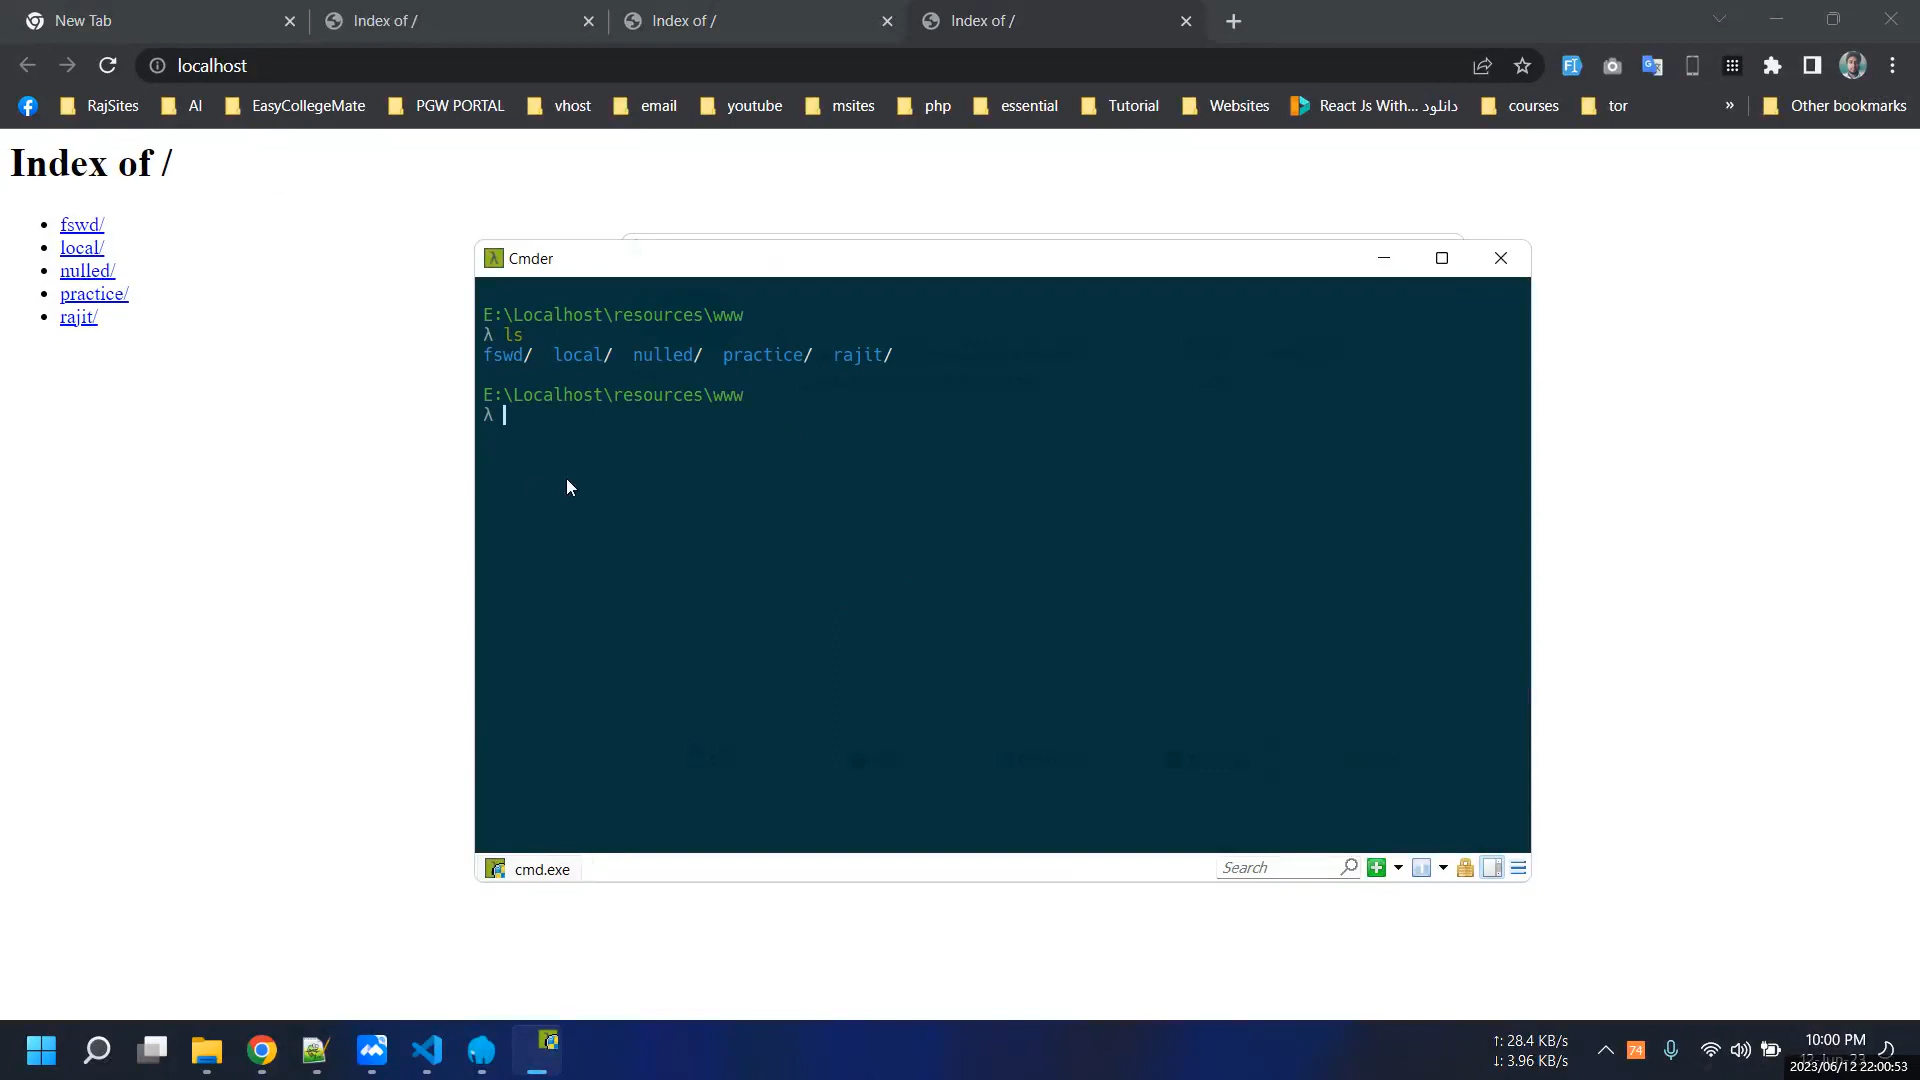 New Tab
Index of /
Index of /
Index of /
localhost
RajSites
AI
EasyCollegeMate
PGW PORTAL
vhost
email
youtube
msites
php
essential
Tutorial
Websites
React Js With... دانلود
courses
tor
»
Other bookmarks
Index of /
fswd/
local/
nulled/
practice/
rajit/
Cmder
E:\Localhost\resources\www
λ ls
fswd/ local/ nulled/ practice/ rajit/
E:\Localhost\resources\www
λ
cmd.exe
Search
↑: 28.4 KB/s
↓: 3.96 KB/s
74
10:00 PM
12-Jun-23
2023/06/12 22:00:53